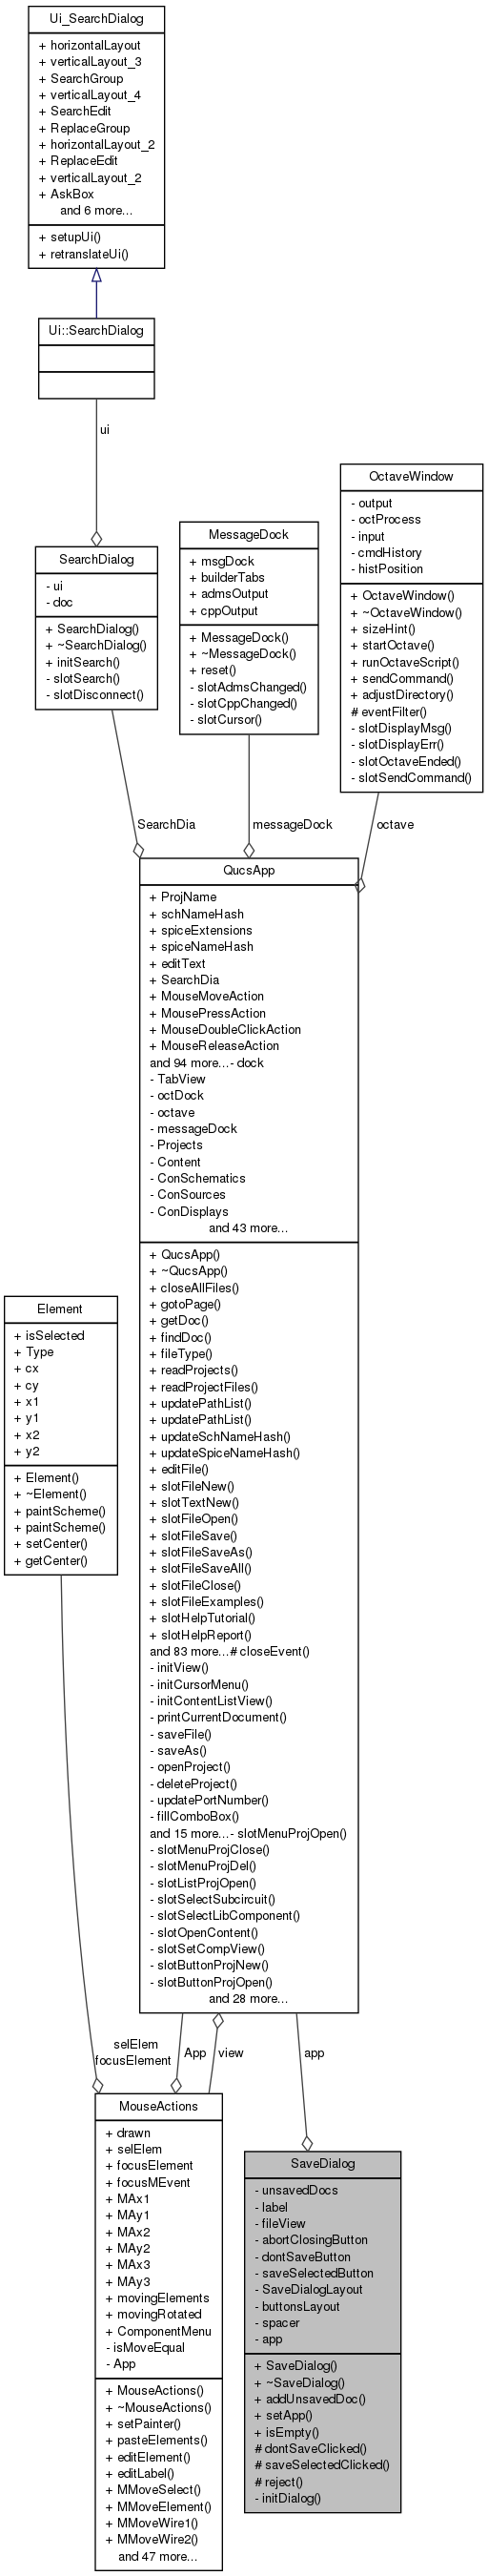 Ui_SearchDialog
+ horizontalLayout
+ verticalLayout_3
+ SearchGroup
+ verticalLayout_4
+ SearchEdit
+ ReplaceGroup
+ horizontalLayout_2
+ ReplaceEdit
+ verticalLayout_2
+ AskBox
and 6 more...
+ setupUi()
+ retranslateUi()
Ui::SearchDialog
ui
SearchDialog
- ui
- doc
+ SearchDialog()
+ ~SearchDialog()
+ initSearch()
- slotSearch()
- slotDisconnect()
MessageDock
+ msgDock
+ builderTabs
+ admsOutput
+ cppOutput
+ MessageDock()
+ ~MessageDock()
+ reset()
- slotAdmsChanged()
- slotCppChanged()
- slotCursor()
OctaveWindow
- output
- octProcess
- input
- cmdHistory
- histPosition
+ OctaveWindow()
+ ~OctaveWindow()
+ sizeHint()
+ startOctave()
+ runOctaveScript()
+ sendCommand()
+ adjustDirectory()
# eventFilter()
- slotDisplayMsg()
- slotDisplayErr()
- slotOctaveEnded()
- slotSendCommand()
SearchDia
messageDock
octave
QucsApp
+ ProjName
+ schNameHash
+ spiceExtensions
+ spiceNameHash
+ editText
+ SearchDia
+ MouseMoveAction
+ MousePressAction
+ MouseDoubleClickAction
+ MouseReleaseAction
and 94 more...- dock
- TabView
- octDock
- octave
- messageDock
- Projects
- Content
- ConSchematics
- ConSources
- ConDisplays
and 43 more...
+ QucsApp()
+ ~QucsApp()
+ closeAllFiles()
+ gotoPage()
+ getDoc()
+ findDoc()
+ fileType()
+ readProjects()
+ readProjectFiles()
+ updatePathList()
+ updatePathList()
+ updateSchNameHash()
+ updateSpiceNameHash()
+ editFile()
+ slotFileNew()
+ slotTextNew()
+ slotFileOpen()
+ slotFileSave()
+ slotFileSaveAs()
+ slotFileSaveAll()
+ slotFileClose()
+ slotFileExamples()
+ slotHelpTutorial()
+ slotHelpReport()
and 83 more...# closeEvent()
- initView()
- initCursorMenu()
- initContentListView()
- printCurrentDocument()
- saveFile()
- saveAs()
- openProject()
- deleteProject()
- updatePortNumber()
- fillComboBox()
and 15 more...- slotMenuProjOpen()
- slotMenuProjClose()
- slotMenuProjDel()
- slotListProjOpen()
- slotSelectSubcircuit()
- slotSelectLibComponent()
- slotOpenContent()
- slotSetCompView()
- slotButtonProjNew()
- slotButtonProjOpen()
and 28 more...
Element
+ isSelected
+ Type
+ cx
+ cy
+ x1
+ y1
+ x2
+ y2
+ Element()
+ ~Element()
+ paintScheme()
+ paintScheme()
+ setCenter()
+ getCenter()
selElem
focusElement
App
view
app
MouseActions
+ drawn
+ selElem
+ focusElement
+ focusMEvent
+ MAx1
+ MAy1
+ MAx2
+ MAy2
+ MAx3
+ MAy3
+ movingElements
+ movingRotated
+ ComponentMenu
- isMoveEqual
- App
+ MouseActions()
+ ~MouseActions()
+ setPainter()
+ pasteElements()
+ editElement()
+ editLabel()
+ MMoveSelect()
+ MMoveElement()
+ MMoveWire1()
+ MMoveWire2()
and 47 more...
SaveDialog
- unsavedDocs
- label
- fileView
- abortClosingButton
- dontSaveButton
- saveSelectedButton
- SaveDialogLayout
- buttonsLayout
- spacer
- app
+ SaveDialog()
+ ~SaveDialog()
+ addUnsavedDoc()
+ setApp()
+ isEmpty()
# dontSaveClicked()
# saveSelectedClicked()
# reject()
- initDialog()